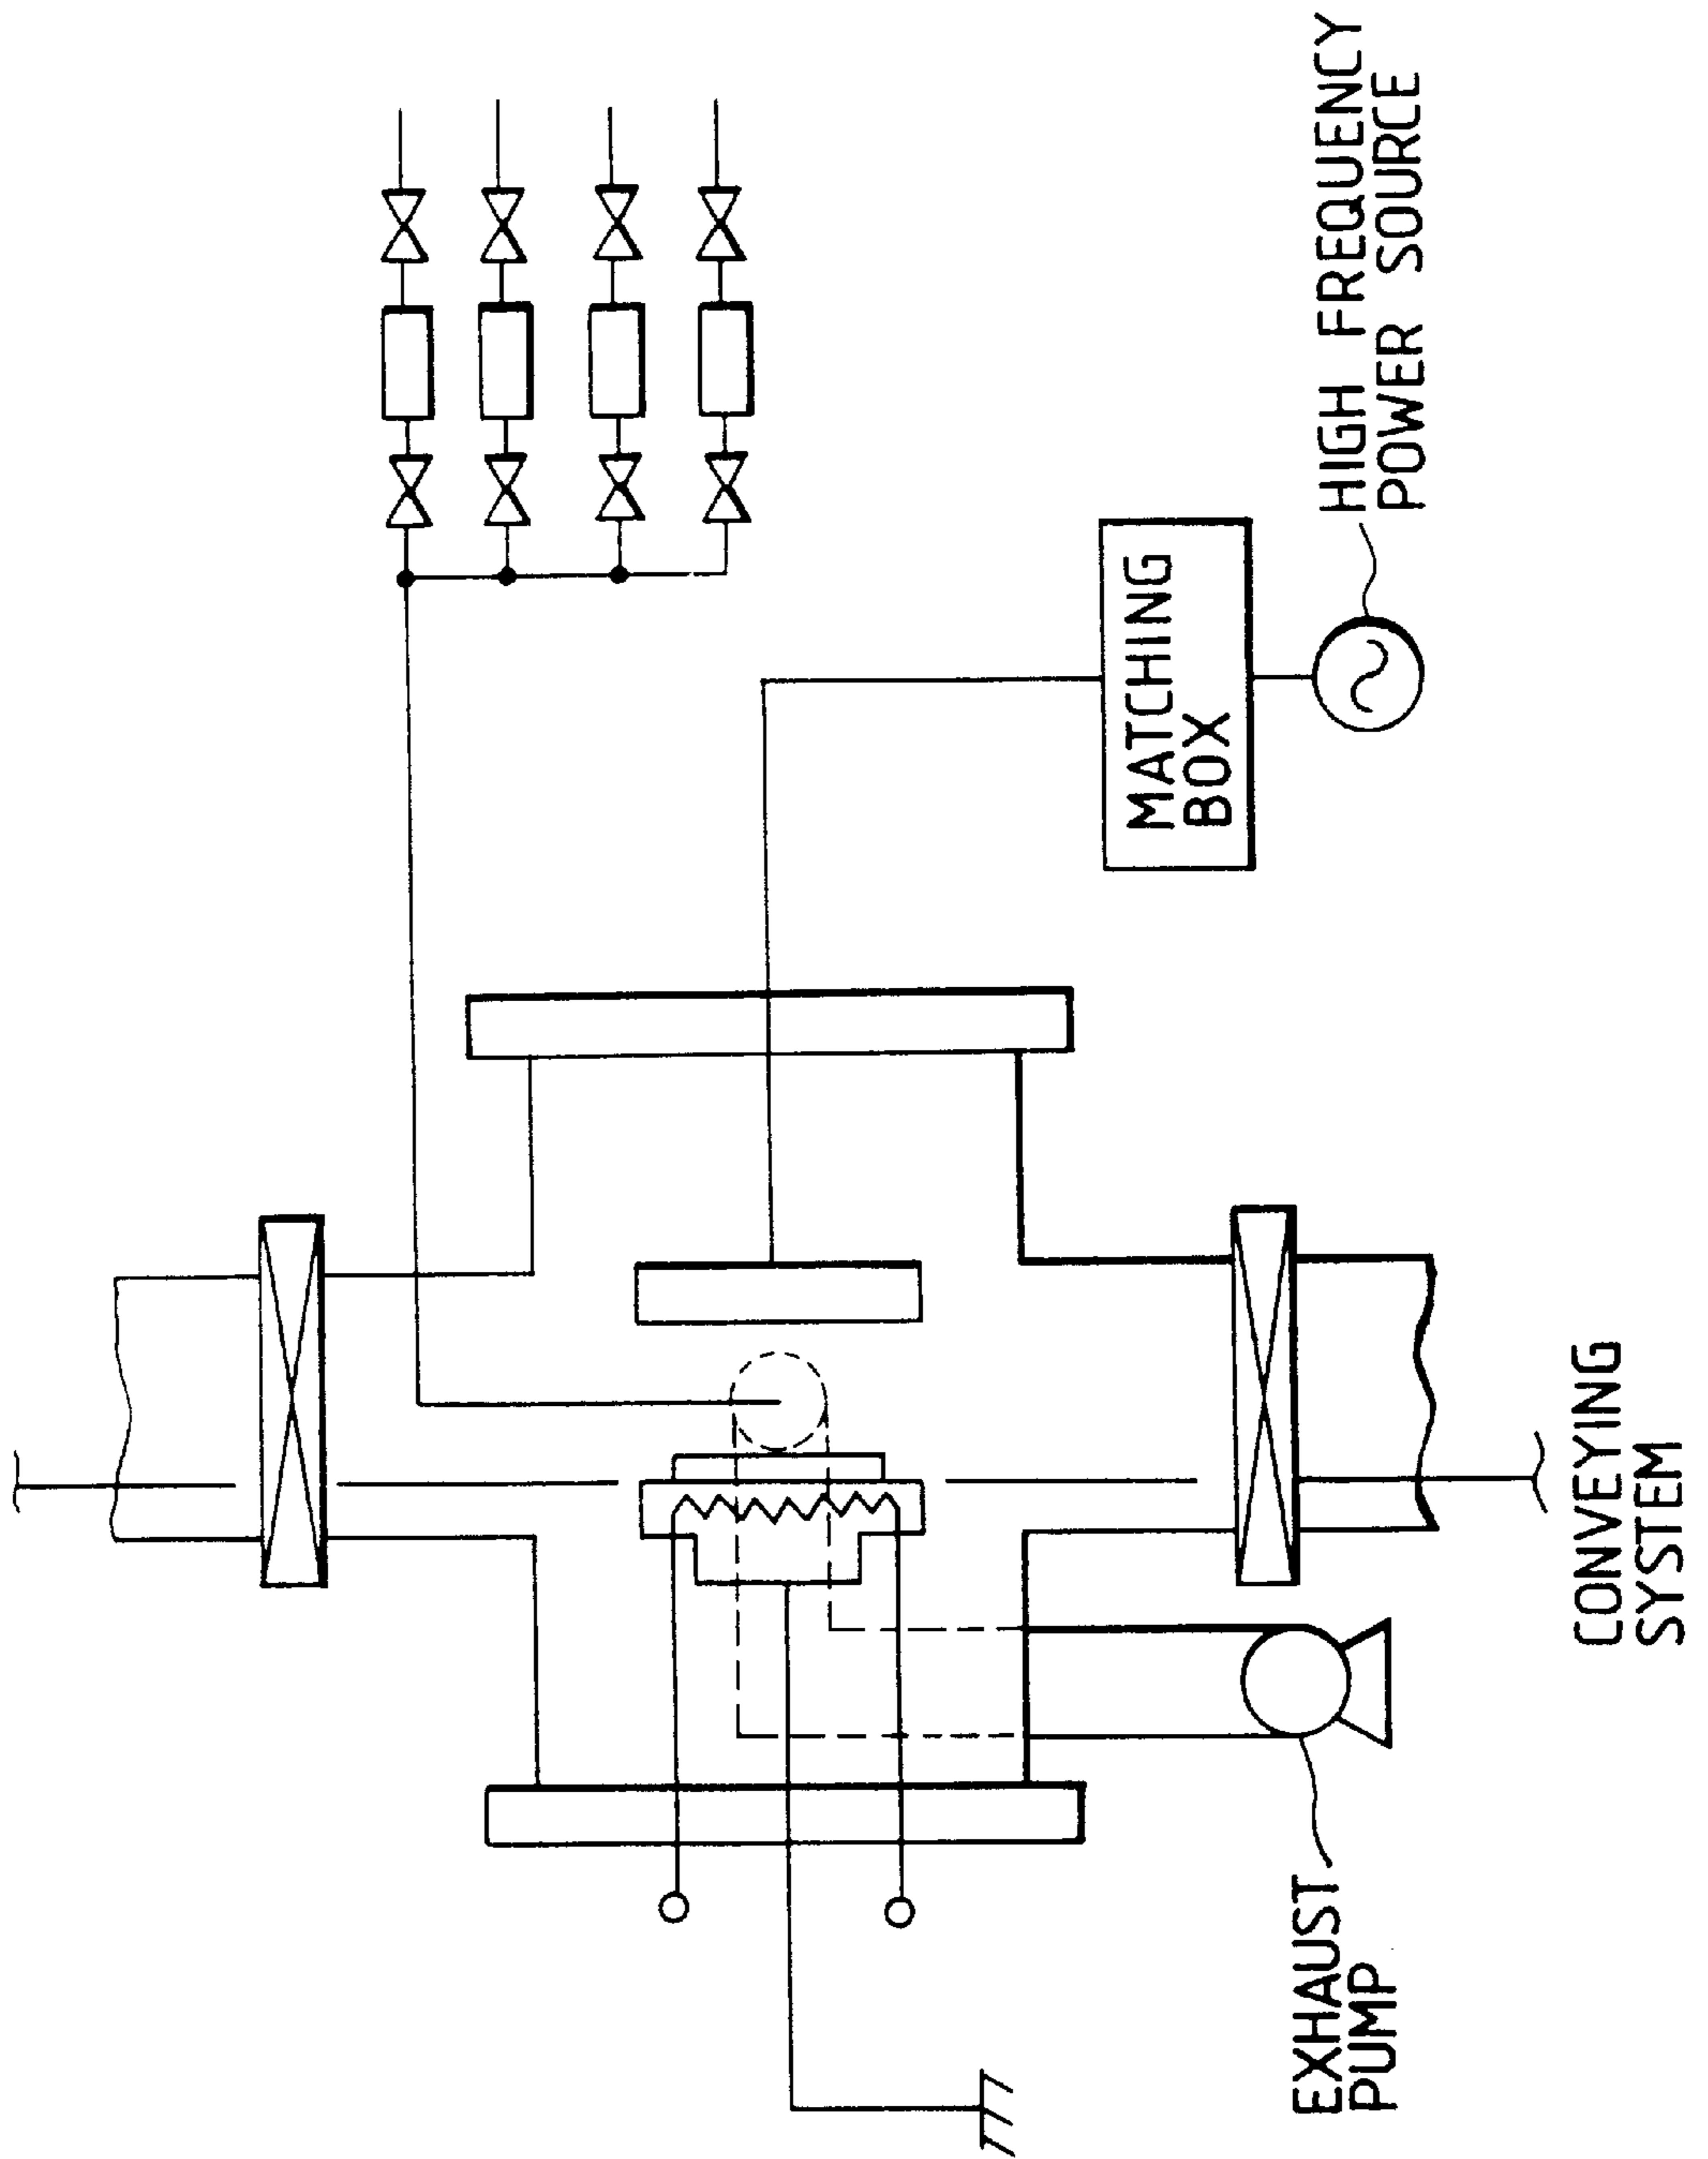 HIGH FREQUENCY
POWER SOURCE
MATCHING
BOX
EXHAUST
PUMP
CONVEYING
SYSTEM